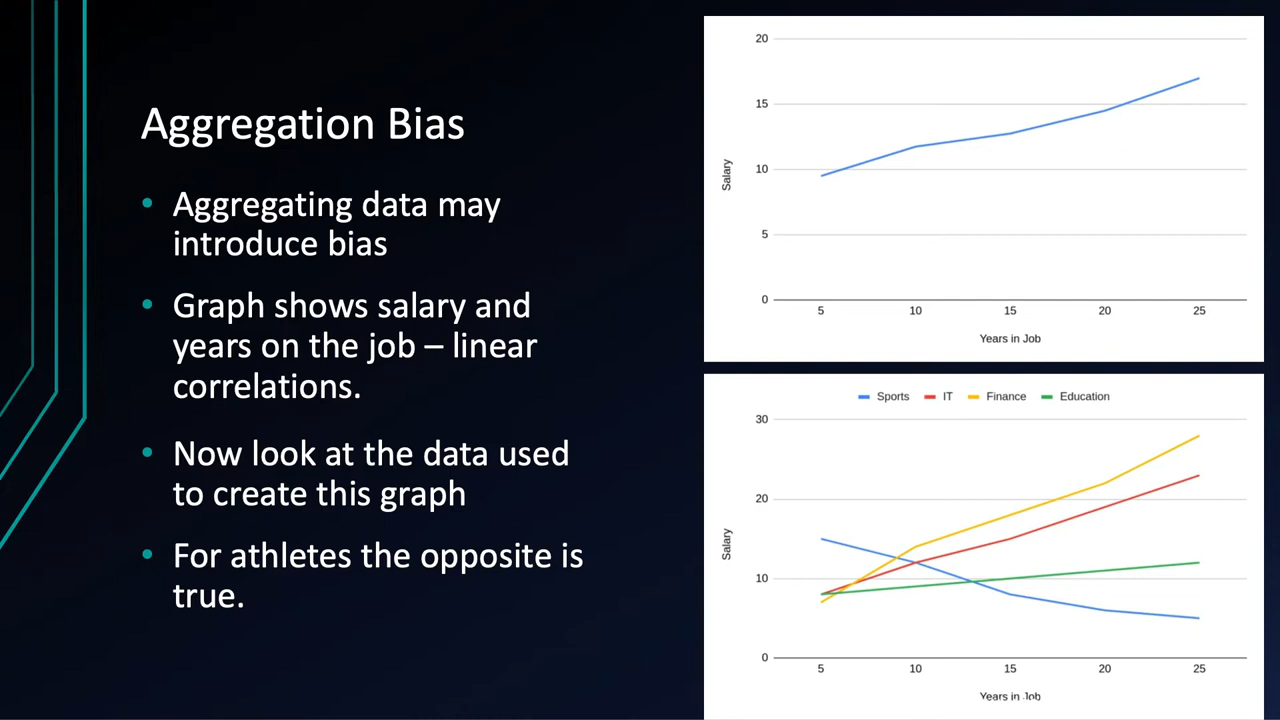 Aggregation Bias
• Aggregating data may
introduce bias
• Graph shows salary and
years on the job – linear
correlations.
• Now look at the data used
to create this graph
• For athletes the opposite is
true.
20
15
10
5
0
Salary
5 10 15 20 25
Years in Job
Sports IT Finance Education
30
20
10
0
Salary
5 10 15 20 25
Years in Job